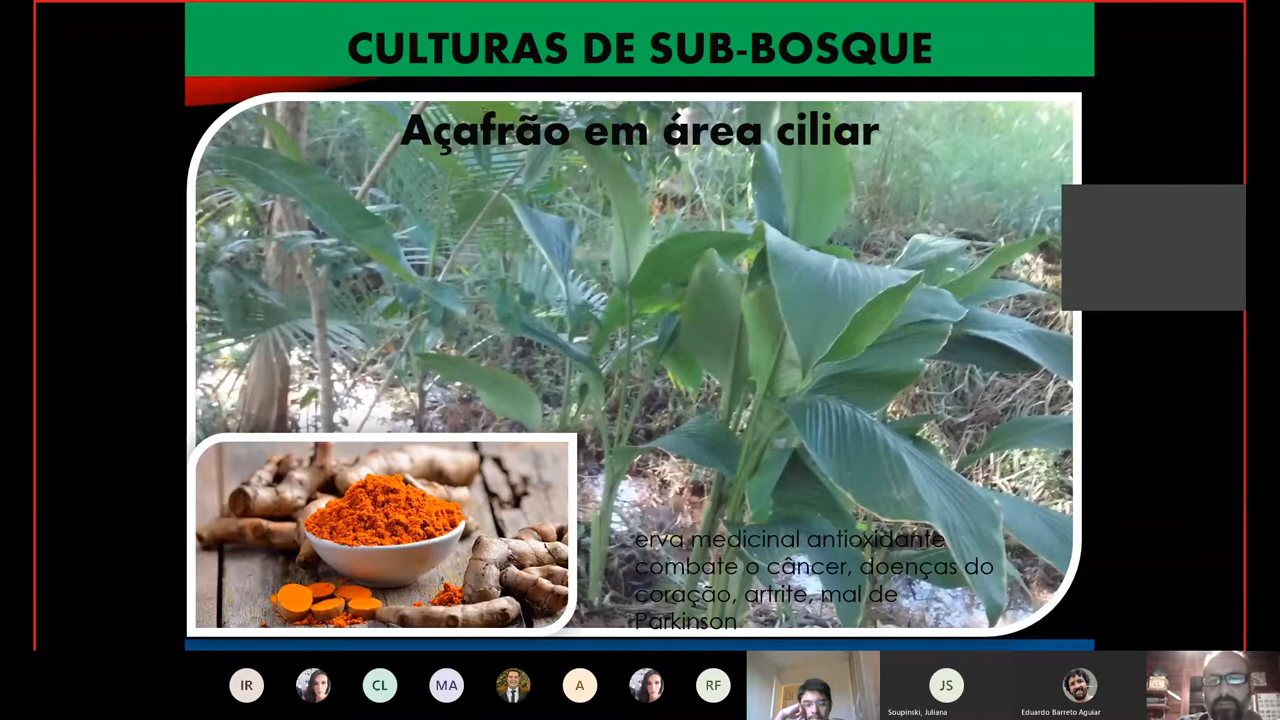 CULTURAS DE SUB-BOSQUE
Açafrão em área ciliar
erva medicinal antioxidante
combate o câncer, doenças do
coração, artrite, mal de
Parkinson
IR
CL
MA
A
RF
JS
Soupinski, Juliana
Eduardo Barreto Aguiar